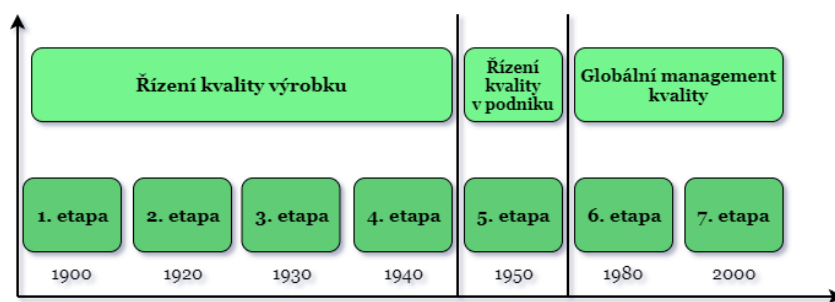 Řízení kvality výrobku
Řízení
kvality
v podniku
Globální management
kvality
1. etapa
2. etapa
3. etapa
4. etapa
5. etapa
6. etapa
7. etapa
1900
1920
1930
1940
1950
1980
2000